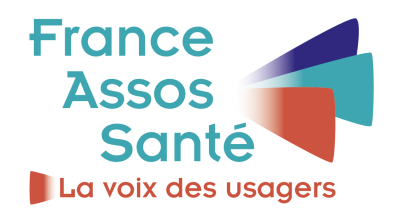 France
Assos
Santé
La voix des usagers